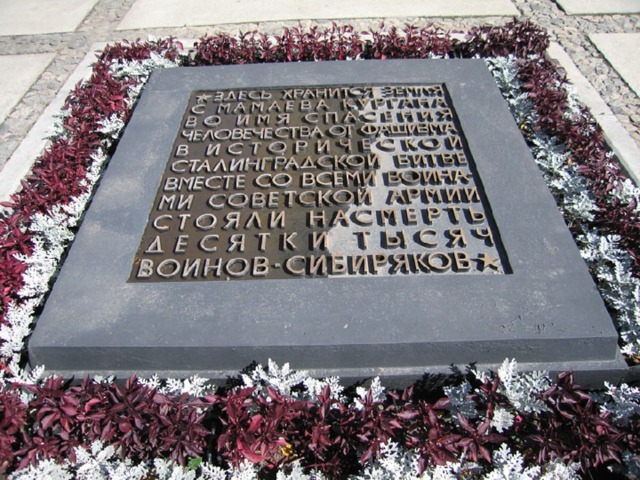 ★ЗДЕСЬ ХРАНИТСЯ ЗЕМЛЯ
С МАМАЕВА КУРГАНА
ВО ИМЯ СПАСЕНИЯ
ЧЕЛОВЕЧЕСТВА ОТ ФАШИЗМА
В ИСТОРИЧЕСКОЙ
СТАЛИНГРАДСКОЙ БИТВЕ
ВМЕСТЕ СО ВСЕМИ ВОИНА-
МИ СОВЕТСКОЙ АРМИИ
СТОЯЛИ НАСМЕРТЬ
ДЕСЯТКИ ТЫСЯЧ
ВОИНОВ-СИБИРЯКОВ★